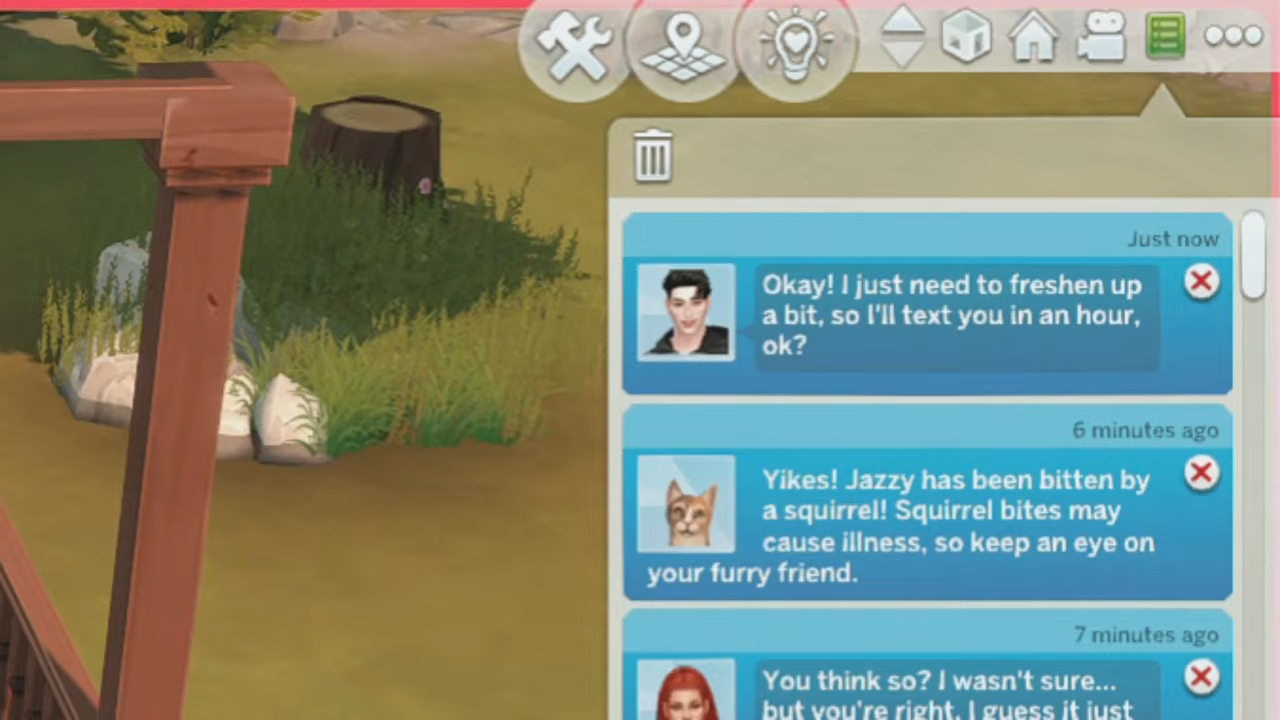 Just now
Okay! I just need to freshen up
a bit, so I'll text you in an hour,
ok?
6 minutes ago
Yikes! Jazzy has been bitten by
a squirrel! Squirrel bites may
cause illness, so keep an eye on
your furry friend.
7 minutes ago
You think so? I wasn't sure...
but you're right, I guess it just